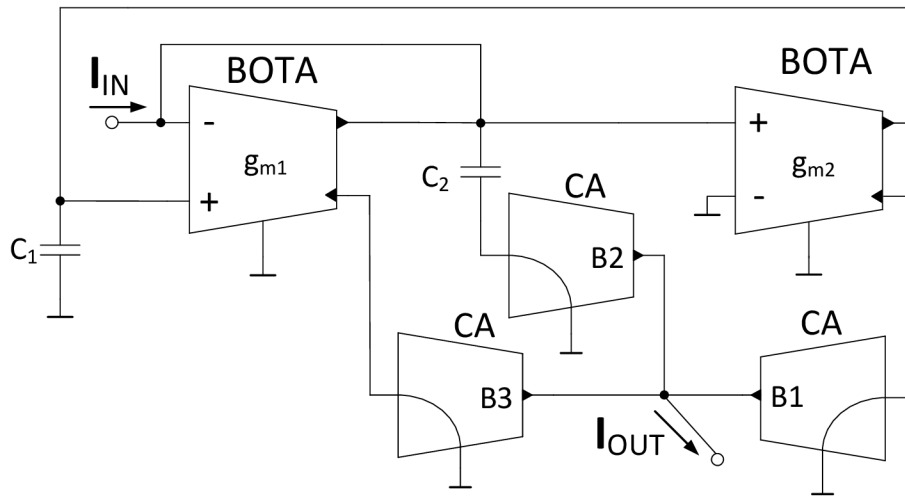 BOTA
BOTA
I_IN
-
g_m1
+
+
g_m2
-
C_1
C_2
CA
B2
CA
B3
CA
B1
I_OUT